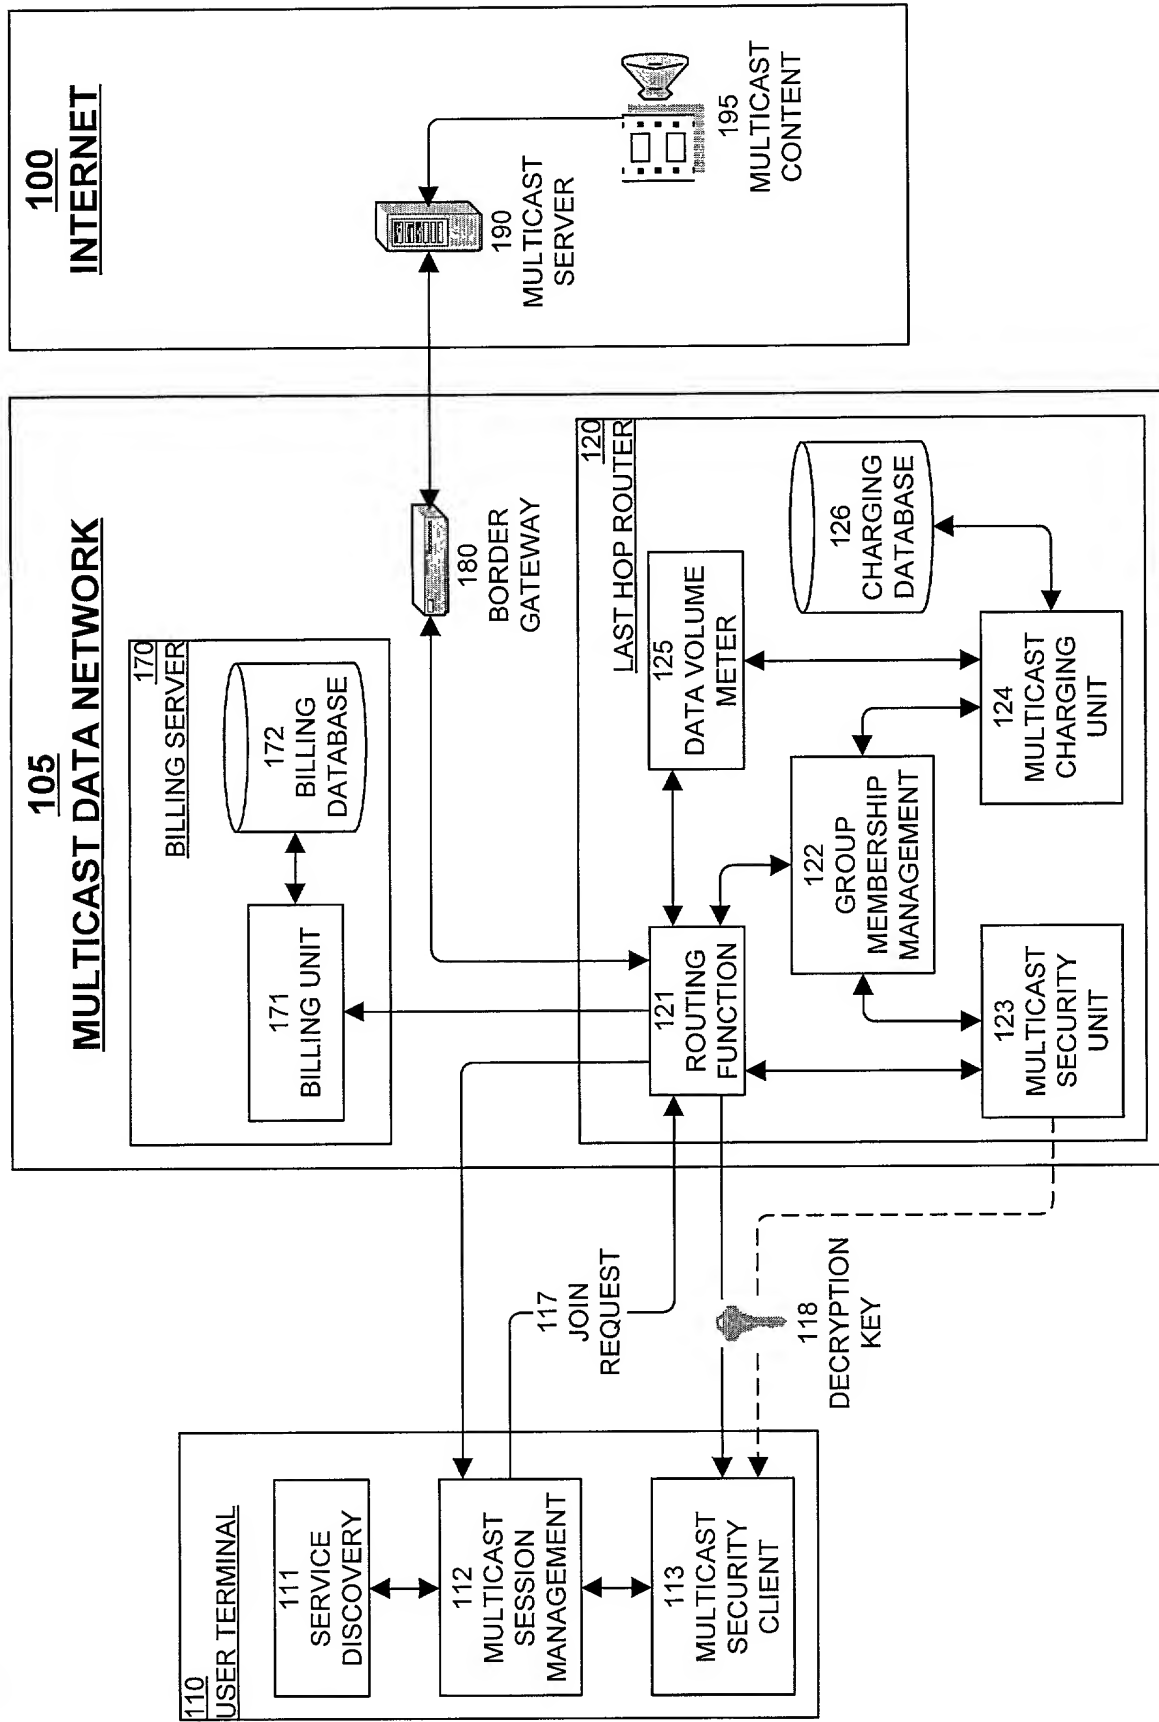 110
USER TERMINAL
111
SERVICE
DISCOVERY
112
MULTICAST
SESSION
MANAGEMENT
113
MULTICAST
SECURITY
CLIENT
117
JOIN
REQUEST
118
DECRYPTION
KEY
105
MULTICAST DATA NETWORK
170
BILLING SERVER
171
BILLING UNIT
172
BILLING
DATABASE
180
BORDER
GATEWAY
120
LAST HOP ROUTER
121
ROUTING
FUNCTION
125
DATA VOLUME
METER
122
GROUP
MEMBERSHIP
MANAGEMENT
126
CHARGING
DATABASE
123
MULTICAST
SECURITY
UNIT
124
MULTICAST
CHARGING
UNIT
100
INTERNET
190
MULTICAST
SERVER
195
MULTICAST
CONTENT